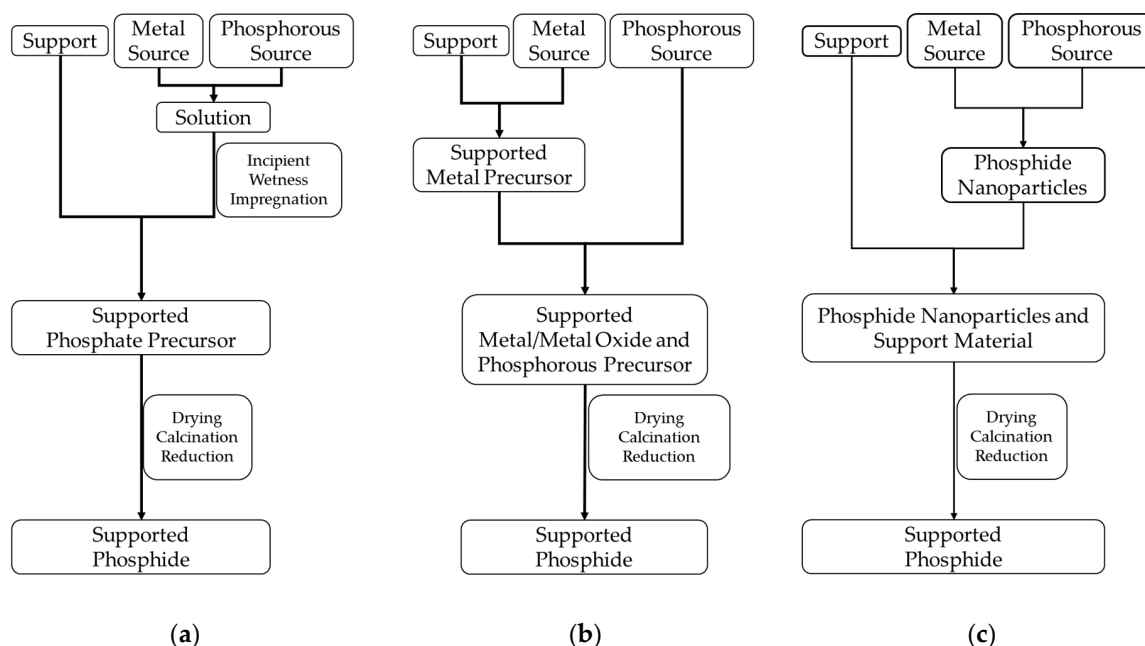 Support
Metal
Source
Phosphorous
Source
Solution
Incipient
Wetness
Impregnation
Supported
Phosphate Precursor
Drying
Calcination
Reduction
Supported
Phosphide
(a)
Support
Metal
Source
Phosphorous
Source
Supported
Metal Precursor
Supported
Metal/Metal Oxide and
Phosphorous Precursor
Drying
Calcination
Reduction
Supported
Phosphide
(b)
Support
Metal
Source
Phosphorous
Source
Phosphide
Nanoparticles
Phosphide Nanoparticles and
Support Material
Drying
Calcination
Reduction
Supported
Phosphide
(c)